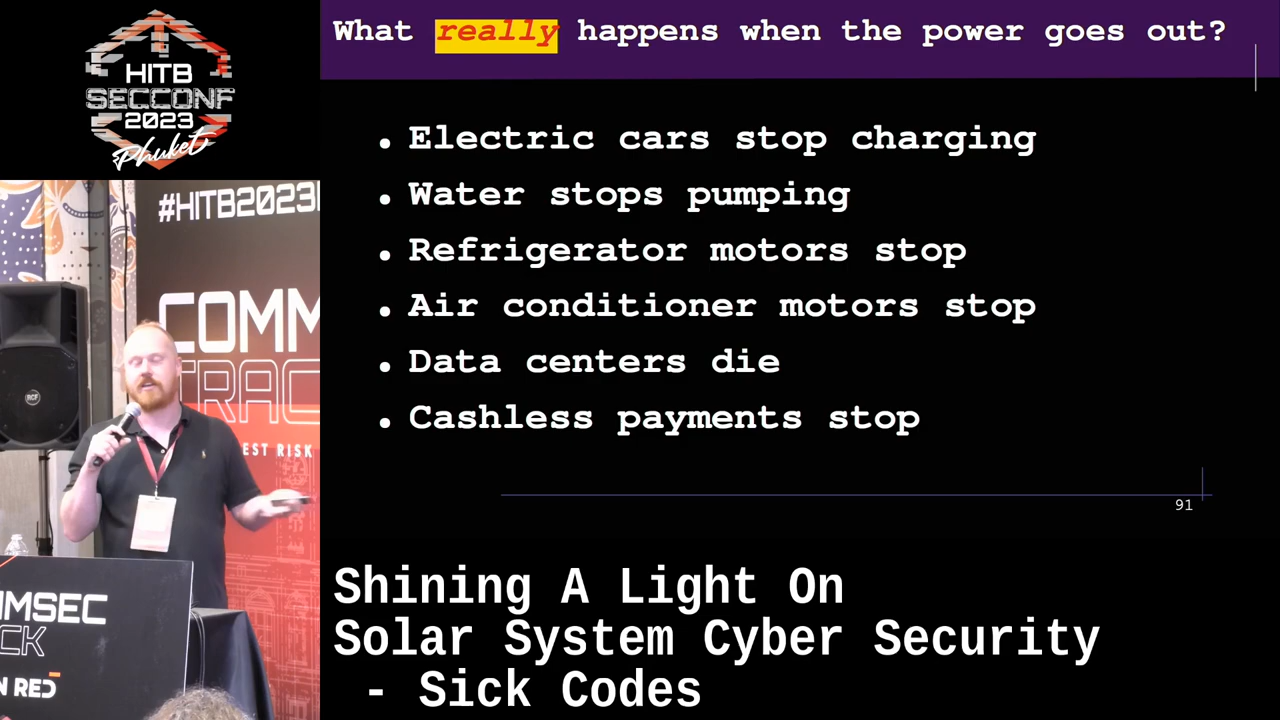 HITB
SECCONF
2023
Phuket
What really happens when the power goes out?
• Electric cars stop charging
• Water stops pumping
• Refrigerator motors stop
• Air conditioner motors stop
• Data centers die
• Cashless payments stop
91
#HITB2023
COMM
TRAC
EST RISK
RCF
MMSEC
CK
N RED
Shining A Light On
Solar System Cyber Security
- Sick Codes